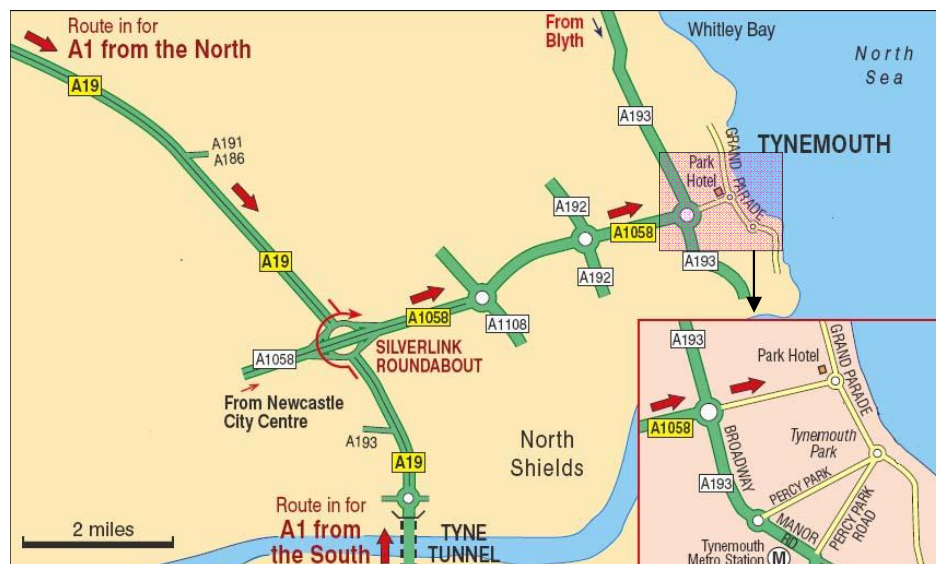 Route in for
A1 from the North
From
Blyth
Whitley Bay
North
Sea
A19
A193
A191
A186
GRAND PARADE
TYNEMOUTH
Park
Hotel
A192
A1058
A19
A192
A193
A1058
A1108
A1058
SILVERLINK
ROUNDABOUT
From Newcastle
City Centre
A193
A19
North
Shields
2 miles
Route in for
A1 from
the South
TYNE
TUNNEL
A193
Park Hotel
GRAND PARADE
A1058
BROADWAY
Tynemouth
Park
A193
PERCY PARK
MANOR
RD
PERCY PARK
ROAD
Tynemouth
Metro Station M